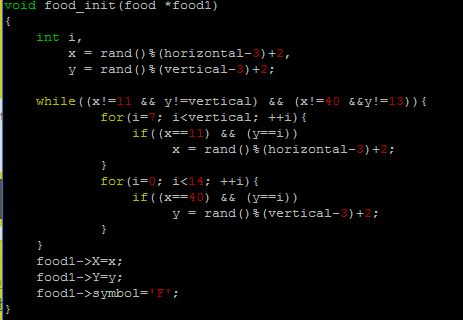 void food_init(food *food1)
{
    int i,
        x = rand()%(horizontal-3)+2,
        y = rand()%(vertical-3)+2;
    while((x!=11 && y!=vertical) && (x!=40 &&y!=13)){
            for(i=7; i<vertical; ++i){
                if((x==11) && (y==i))
                     x = rand()%(horizontal-3)+2;
            }
            for(i=0; i<14; ++i){
                if((x==40) && (y==i))
                     y = rand()%(vertical-3)+2;
            }
    }
    food1->X=x;
    food1->Y=y;
    food1->symbol='F';
}